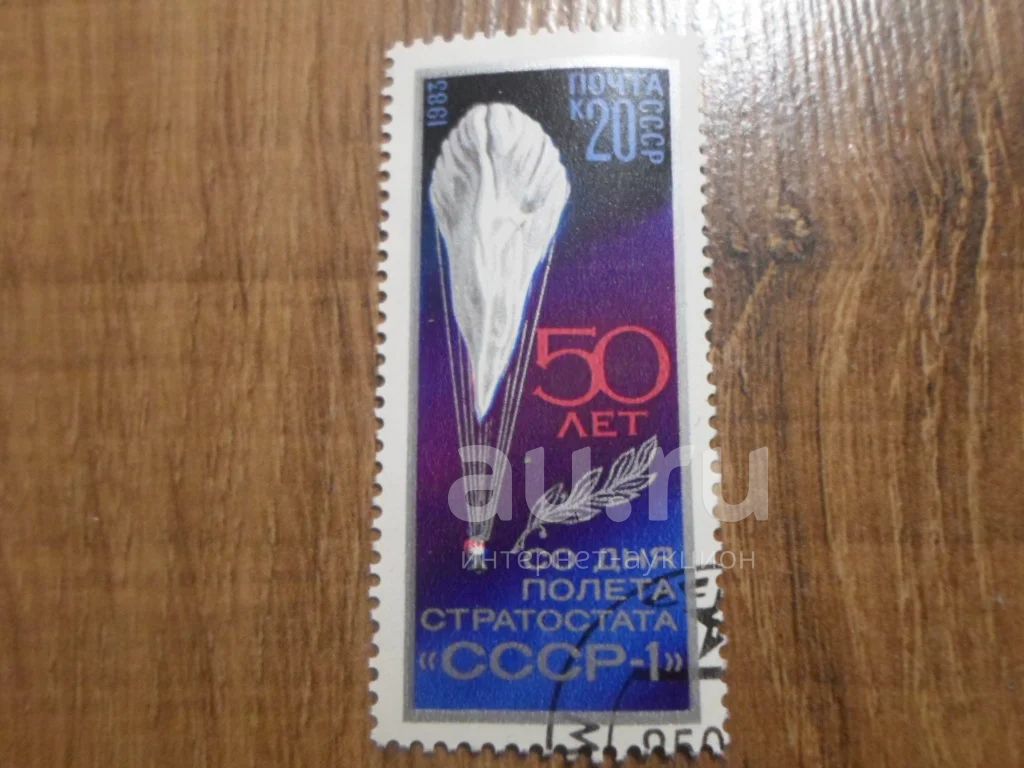 1983
ПОЧТА
СССР
К20
50
ЛЕТ
СО ДНЯ
ПОЛЕТА
СТРАТОСТАТА
«СССР-1»
au.ru
интернет-аукцион
М